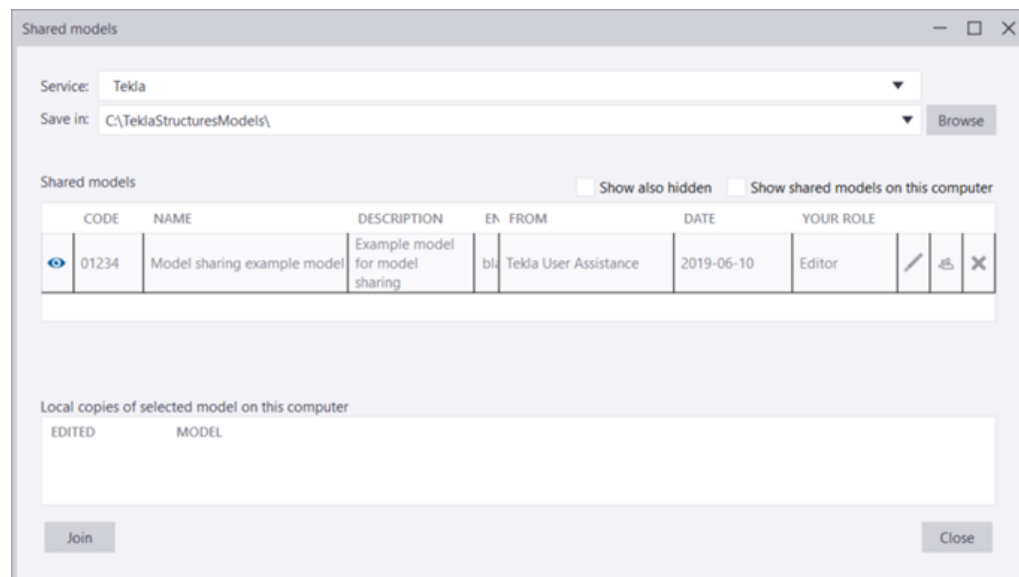 Shared models
Service: Tekla
Save in: C:\TeklaStructuresModels\ Browse
Shared models Show also hidden Show shared models on this computer
CODE NAME DESCRIPTION EN FROM DATE YOUR ROLE
01234 Model sharing example model Example model for model sharing bla Tekla User Assistance 2019-06-10 Editor
Local copies of selected model on this computer
EDITED MODEL
Join Close